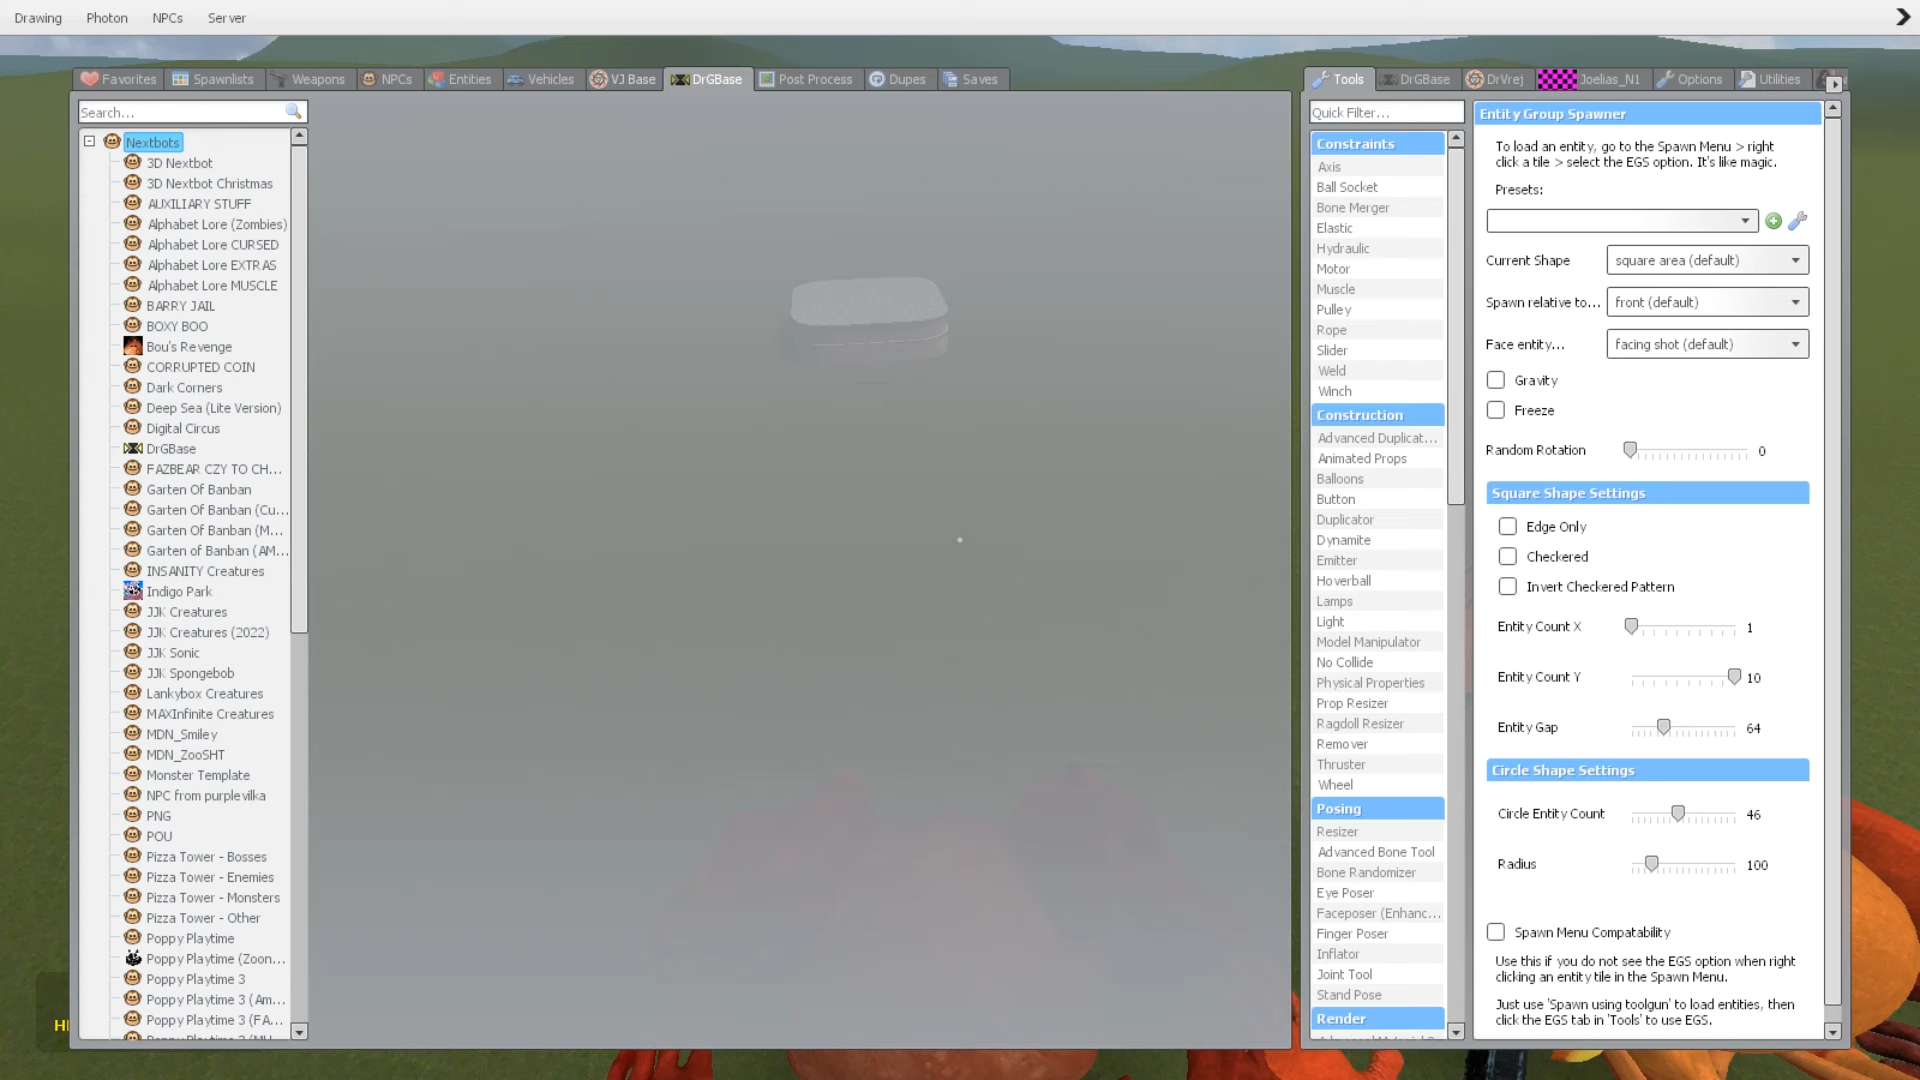 Drawing Photon NPCs Server
Favorites Spawnlists Weapons NPCs Entities Vehicles VJ Base DrGBase Post Process Dupes Saves
Search...
Nextbots
3D Nextbot
3D Nextbot Christmas
AUXILIARY STUFF
Alphabet Lore (Zombies)
Alphabet Lore CURSED
Alphabet Lore EXTRAS
Alphabet Lore MUSCLE
BARRY JAIL
BOXY BOO
Bou's Revenge
CORRUPTED COIN
Dark Corners
Deep Sea (Lite Version)
Digital Circus
DrGBase
FAZBEAR CZY TO CH...
Garten Of Banban
Garten Of Banban (Cu...
Garten Of Banban (M...
Garten of Banban (AM...
INSANITY Creatures
Indigo Park
JJK Creatures
JJK Creatures (2022)
JJK Sonic
JJK Spongebob
Lankybox Creatures
MAXInfinite Creatures
MDN_Smiley
MDN_ZooSHT
Monster Template
NPC from purplevilka
PNG
POU
Pizza Tower - Bosses
Pizza Tower - Enemies
Pizza Tower - Monsters
Pizza Tower - Other
Poppy Playtime
Poppy Playtime (Zoon...
Poppy Playtime 3
Poppy Playtime 3 (Am...
Poppy Playtime 3 (FA...
Tools DrGBase DrVrej Joelias_N1 Options Utilities
Quick Filter...
Constraints
Axis
Ball Socket
Bone Merger
Elastic
Hydraulic
Motor
Muscle
Pulley
Rope
Slider
Weld
Winch
Construction
Advanced Duplicat...
Animated Props
Balloons
Button
Duplicator
Dynamite
Emitter
Hoverball
Lamps
Light
Model Manipulator
No Collide
Physical Properties
Prop Resizer
Ragdoll Resizer
Remover
Thruster
Wheel
Posing
Resizer
Advanced Bone Tool
Bone Randomizer
Eye Poser
Faceposer (Enhanc...
Finger Poser
Inflator
Joint Tool
Stand Pose
Render
Entity Group Spawner
To load an entity, go to the Spawn Menu > right
click a tile > select the EGS option. It's like magic.
Presets:
Current Shape square area (default)
Spawn relative to... front (default)
Face entity... facing shot (default)
Gravity
Freeze
Random Rotation 0
Square Shape Settings
Edge Only
Checkered
Invert Checkered Pattern
Entity Count X 1
Entity Count Y 10
Entity Gap 64
Circle Shape Settings
Circle Entity Count 46
Radius 100
Spawn Menu Compatability
Use this if you do not see the EGS option when right
clicking an entity tile in the Spawn Menu.
Just use 'Spawn using toolgun' to load entities, then
click the EGS tab in 'Tools' to use EGS.